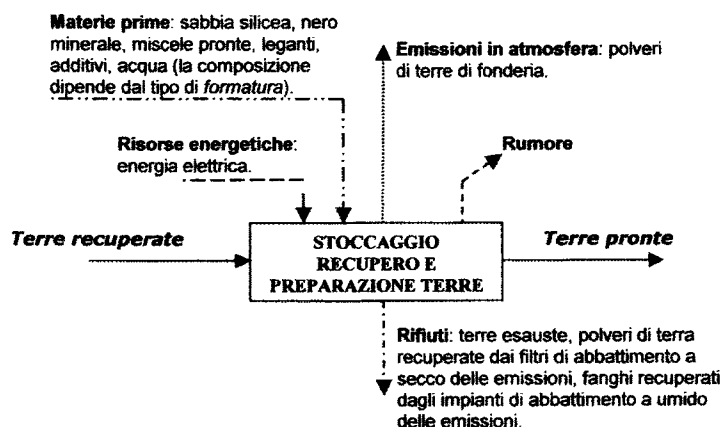 Materie prime: sabbia silicea, nero
minerale, miscele pronte, leganti,
additivi, acqua (la composizione
dipende dal tipo di formatura).
Emissioni in atmosfera: polveri
di terre di fonderia.
Risorse energetiche:
energia elettrica.
Rumore
Terre recuperate
STOCCAGGIO
RECUPERO E
PREPARAZIONE TERRE
Terre pronte
Rifiuti: terre esauste, polveri di terra
recuperate dai filtri di abbattimento a
secco delle emissioni, fanghi recuperati
dagli impianti di abbattimento a umido
delle emissioni.